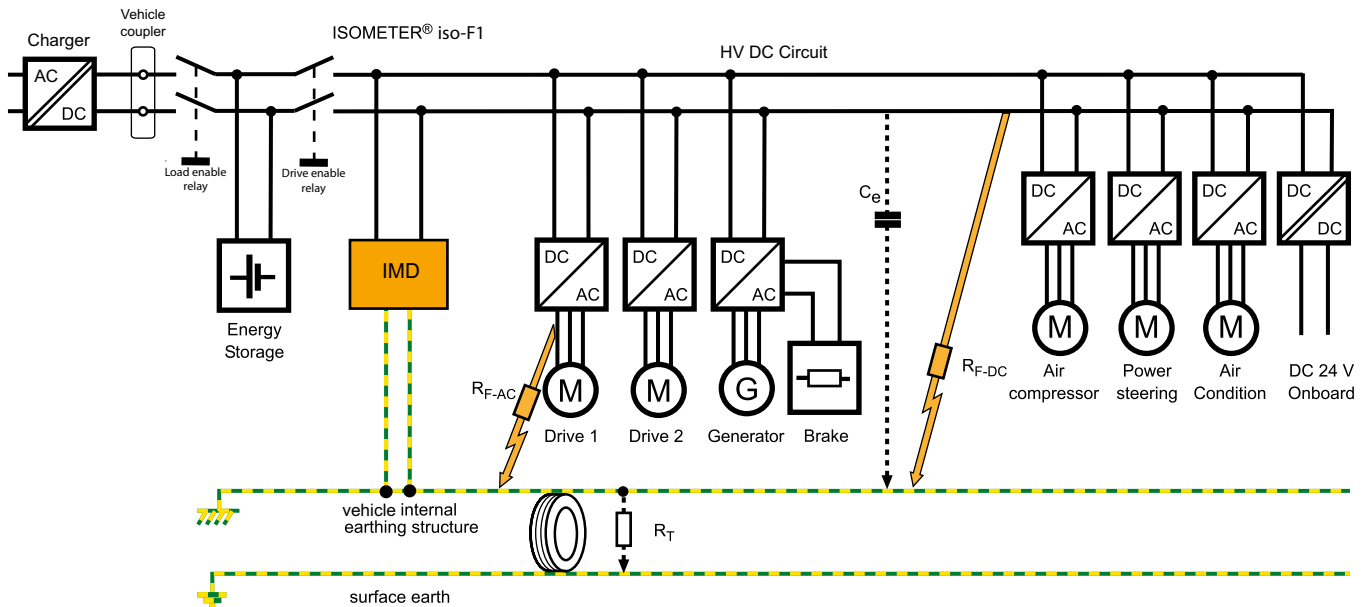 Vehicle
coupler
Charger
ISOMETER® iso-F1
HV DC Circuit
AC
DC
Load enable
relay
Drive enable
relay
Energy
Storage
IMD
DC
AC
DC
AC
DC
AC
M
M
G
RF-AC
Drive 1
Drive 2
Generator
Brake
Ce
RF-DC
DC
AC
DC
AC
DC
AC
DC
DC
M
M
M
Air
compressor
Power
steering
Air
Condition
DC 24 V
Onboard
vehicle internal
earthing structure
RT
surface earth